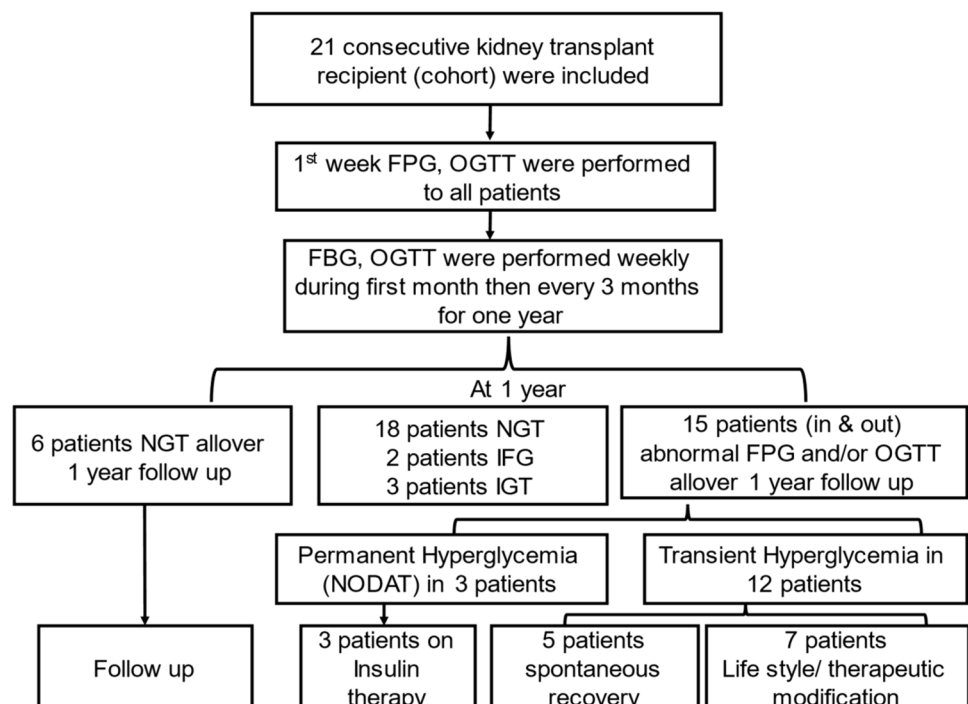 21 consecutive kidney transplant
recipient (cohort) were included
1st week FPG, OGTT were performed
to all patients
FBG, OGTT were performed weekly
during first month then every 3 months
for one year
At 1 year
6 patients NGT allover
1 year follow up
18 patients NGT
2 patients IFG
3 patients IGT
15 patients (in & out)
abnormal FPG and/or OGTT
allover 1 year follow up
Permanent Hyperglycemia
(NODAT) in 3 patients
Transient Hyperglycemia in
12 patients
Follow up
3 patients on
Insulin
therapy
5 patients
spontaneous
recovery
7 patients
Life style/ therapeutic
modification